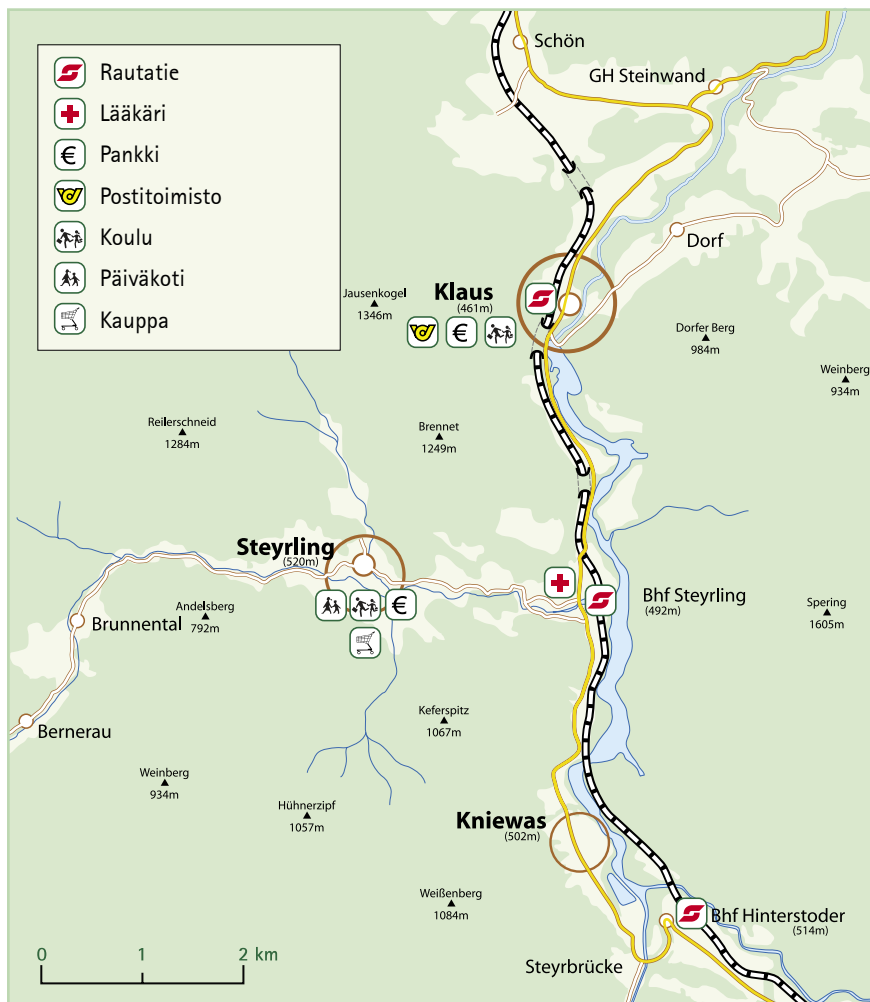 Rautatie
Lääkäri
Pankki
Postitoimisto
Koulu
Päiväkoti
Kauppa
Schön
GH Steinwand
Dorf
Klaus
(461m)
Jausenkogel
1346m
Dorfer Berg
984m
Weinberg
934m
Reilerschneid
1284m
Brennet
1249m
Steyrling
(520m)
Bhf Steyrling
(492m)
Andelsberg
792m
Brunnental
Spering
1605m
Bernerau
Keferspitz
1067m
Weinberg
934m
Hühnerzipf
1057m
Kniewas
(502m)
Weißenberg
1084m
Bhf Hinterstoder
(514m)
Steyrbrücke
0 1 2 km